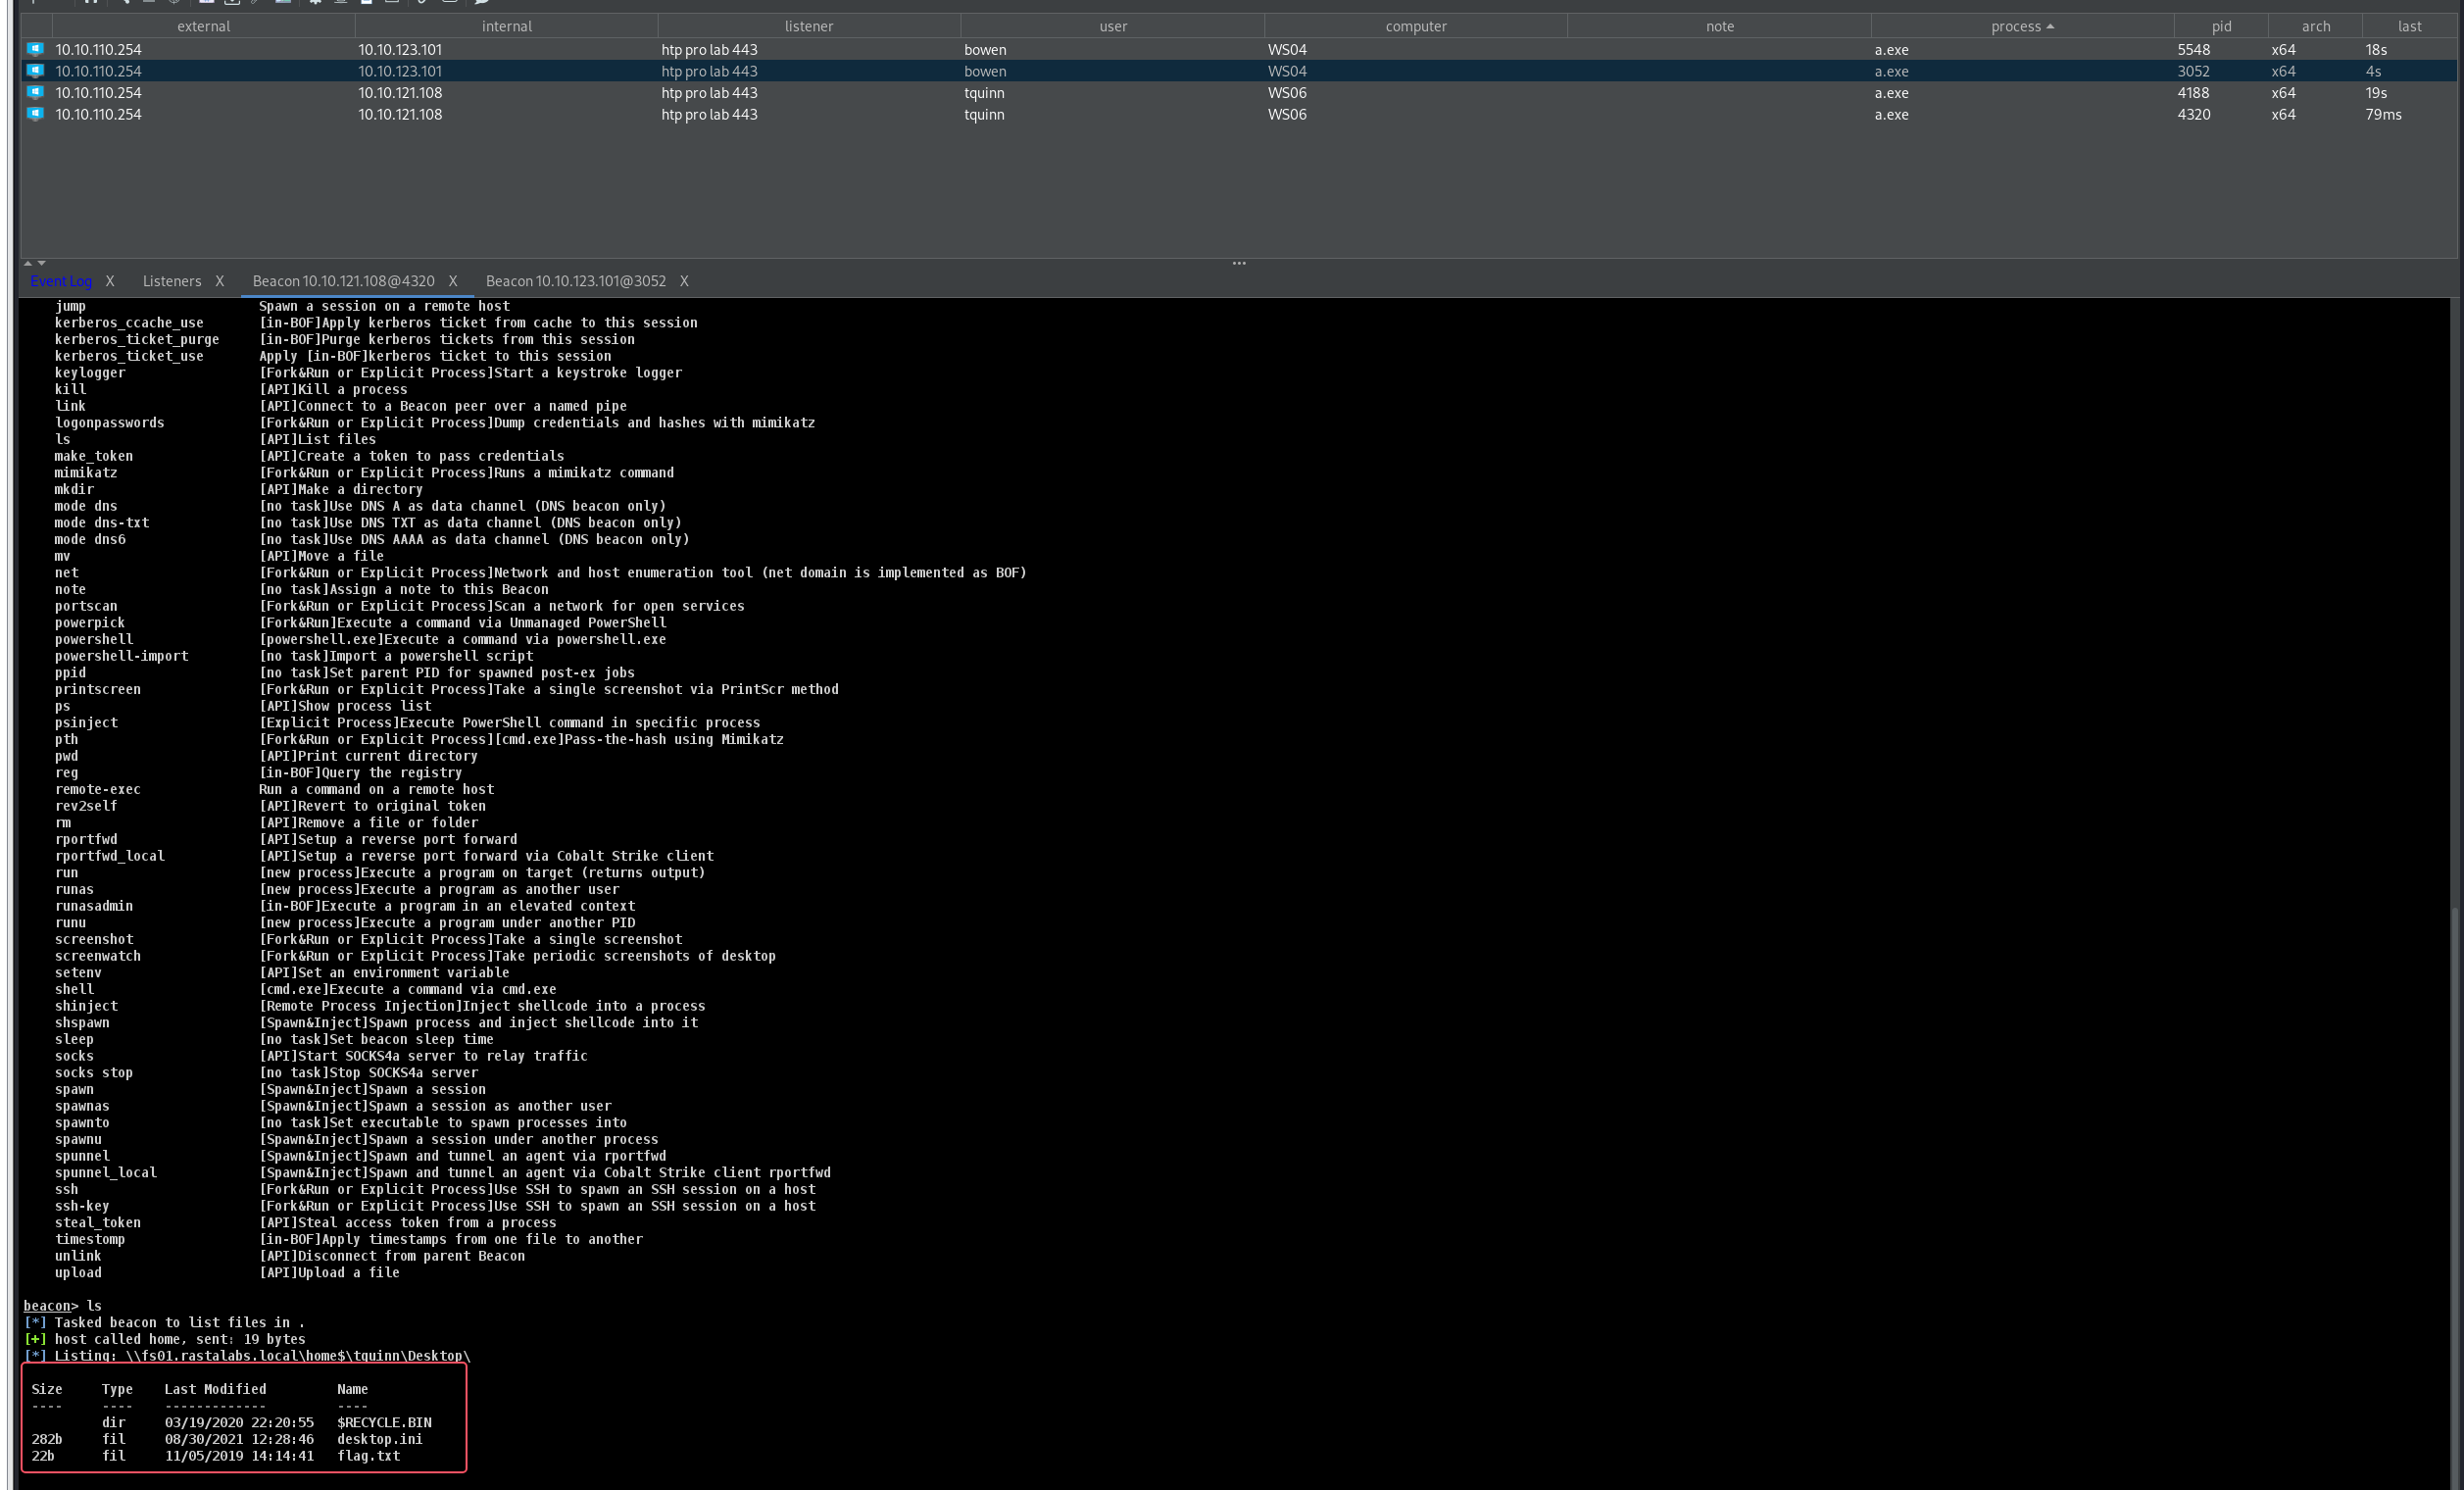 external internal listener user computer note process pid arch last
10.10.110.254 10.10.123.101 htp pro lab 443 bowen WS04 a.exe 5548 x64 18s
10.10.110.254 10.10.123.101 htp pro lab 443 bowen WS04 a.exe 3052 x64 4s
10.10.110.254 10.10.121.108 htp pro lab 443 tquinn WS06 a.exe 4188 x64 19s
10.10.110.254 10.10.121.108 htp pro lab 443 tquinn WS06 a.exe 4320 x64 79ms
Event Log X Listeners X Beacon 10.10.121.108@4320 X Beacon 10.10.123.101@3052 X
jump Spawn a session on a remote host
kerberos_ccache_use [in-BOF]Apply kerberos ticket from cache to this session
kerberos_ticket_purge [in-BOF]Purge kerberos tickets from this session
kerberos_ticket_use Apply [in-BOF]kerberos ticket to this session
keylogger [Fork&Run or Explicit Process]Start a keystroke logger
kill [API]Kill a process
link [API]Connect to a Beacon peer over a named pipe
logonpasswords [Fork&Run or Explicit Process]Dump credentials and hashes with mimikatz
ls [API]List files
make_token [API]Create a token to pass credentials
mimikatz [Fork&Run or Explicit Process]Runs a mimikatz command
mkdir [API]Make a directory
mode dns [no task]Use DNS A as data channel (DNS beacon only)
mode dns-txt [no task]Use DNS TXT as data channel (DNS beacon only)
mode dns6 [no task]Use DNS AAAA as data channel (DNS beacon only)
mv [API]Move a file
net [Fork&Run or Explicit Process]Network and host enumeration tool (net domain is implemented as BOF)
note [no task]Assign a note to this Beacon
portscan [Fork&Run or Explicit Process]Scan a network for open services
powerpick [Fork&Run]Execute a command via Unmanaged PowerShell
powershell [powershell.exe]Execute a command via powershell.exe
powershell-import [no task]Import a powershell script
ppid [no task]Set parent PID for spawned post-ex jobs
printscreen [Fork&Run or Explicit Process]Take a single screenshot via PrintScr method
ps [API]Show process list
psinject [Explicit Process]Execute PowerShell command in specific process
pth [Fork&Run or Explicit Process][cmd.exe]Pass-the-hash using Mimikatz
pwd [API]Print current directory
reg [in-BOF]Query the registry
remote-exec Run a command on a remote host
rev2self [API]Revert to original token
rm [API]Remove a file or folder
rportfwd [API]Setup a reverse port forward
rportfwd_local [API]Setup a reverse port forward via Cobalt Strike client
run [new process]Execute a program on target (returns output)
runas [new process]Execute a program as another user
runasadmin [in-BOF]Execute a program in an elevated context
runu [new process]Execute a program under another PID
screenshot [Fork&Run or Explicit Process]Take a single screenshot
screenwatch [Fork&Run or Explicit Process]Take periodic screenshots of desktop
setenv [API]Set an environment variable
shell [cmd.exe]Execute a command via cmd.exe
shinject [Remote Process Injection]Inject shellcode into a process
shspawn [Spawn&Inject]Spawn process and inject shellcode into it
sleep [no task]Set beacon sleep time
socks [API]Start SOCKS4a server to relay traffic
socks stop [no task]Stop SOCKS4a server
spawn [Spawn&Inject]Spawn a session
spawnas [Spawn&Inject]Spawn a session as another user
spawnto [no task]Set executable to spawn processes into
spawnu [Spawn&Inject]Spawn a session under another process
spunnel [Spawn&Inject]Spawn and tunnel an agent via rportfwd
spunnel_local [Spawn&Inject]Spawn and tunnel an agent via Cobalt Strike client rportfwd
ssh [Fork&Run or Explicit Process]Use SSH to spawn an SSH session on a host
ssh-key [Fork&Run or Explicit Process]Use SSH to spawn an SSH session on a host
steal_token [API]Steal access token from a process
timestomp [in-BOF]Apply timestamps from one file to another
unlink [API]Disconnect from parent Beacon
upload [API]Upload a file
beacon> ls
[*] Tasked beacon to list files in .
[+] host called home, sent: 19 bytes
[*] Listing: \\fs01.rastalabs.local\home$\tquinn\Desktop\
Size Type Last Modified Name
---- ---- ------------- ----
dir 03/19/2020 22:20:55 $RECYCLE.BIN
282b fil 08/30/2021 12:28:46 desktop.ini
22b fil 11/05/2019 14:14:41 flag.txt